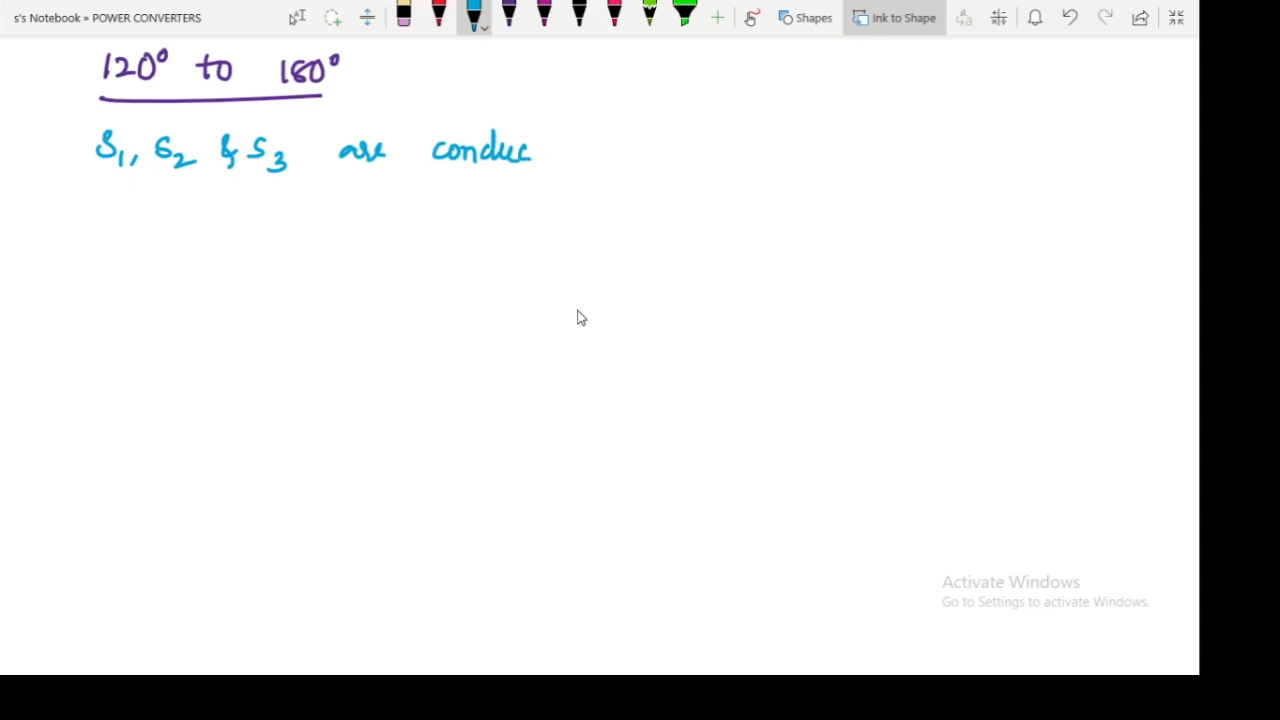 s's Notebook » POWER CONVERTERS
Shapes
Ink to Shape
120° to 180°
S1, S2 & S3 are conduc
Activate Windows
Go to Settings to activate Windows.